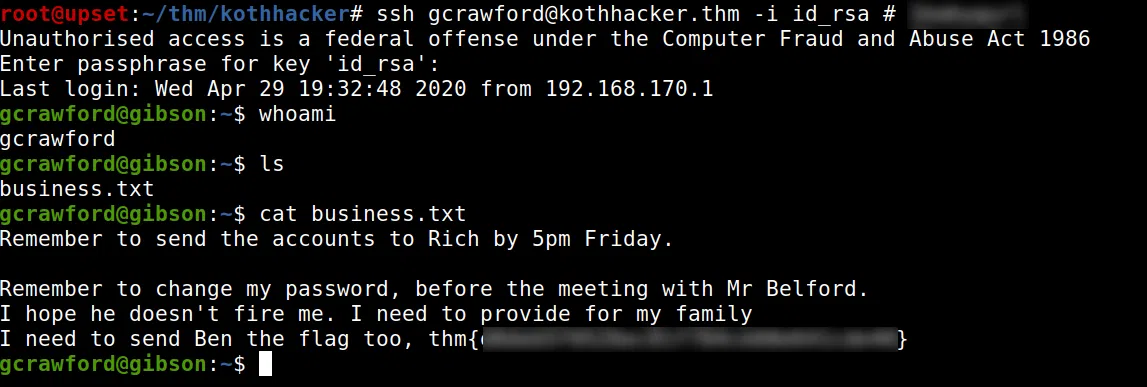 root@upset:~/thm/kothhacker# ssh gcrawford@kothhacker.thm -i id_rsa #
Unauthorised access is a federal offense under the Computer Fraud and Abuse Act 1986
Enter passphrase for key 'id_rsa':
Last login: Wed Apr 29 19:32:48 2020 from 192.168.170.1
gcrawford@gibson:~$ whoami
gcrawford
gcrawford@gibson:~$ ls
business.txt
gcrawford@gibson:~$ cat business.txt
Remember to send the accounts to Rich by 5pm Friday.

Remember to change my password, before the meeting with Mr Belford.
I hope he doesn't fire me. I need to provide for my family
I need to send Ben the flag too, thm{}
gcrawford@gibson:~$